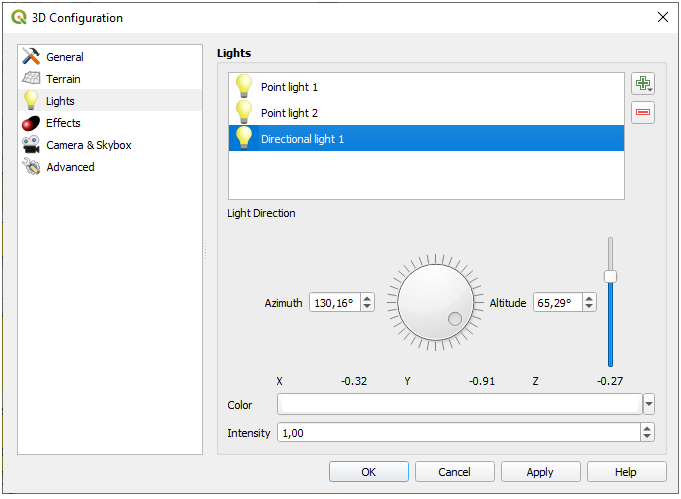 3D Configuration
General
Terrain
Lights
Effects
Camera & Skybox
Advanced
Lights
Point light 1
Point light 2
Directional light 1
Light Direction
Azimuth 130,16° Altitude 65,29°
X -0.32 Y -0.91 Z -0.27
Color
Intensity 1,00
OK Cancel Apply Help